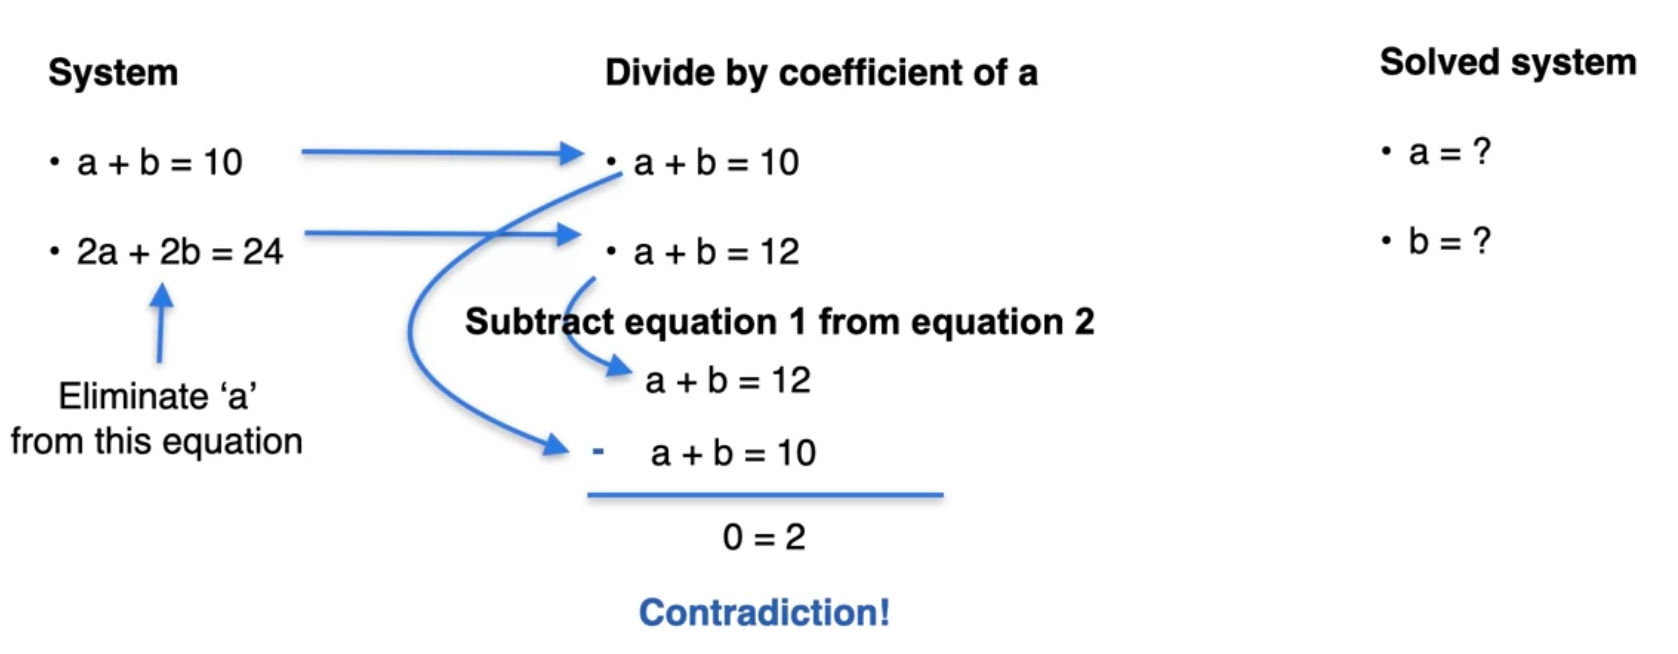 System
• a + b = 10
• 2a + 2b = 24
Eliminate ‘a’
from this equation
Divide by coefficient of a
• a + b = 10
• a + b = 12
Subtract equation 1 from equation 2
a + b = 12
- a + b = 10
0 = 2
Contradiction!
Solved system
• a = ?
• b = ?